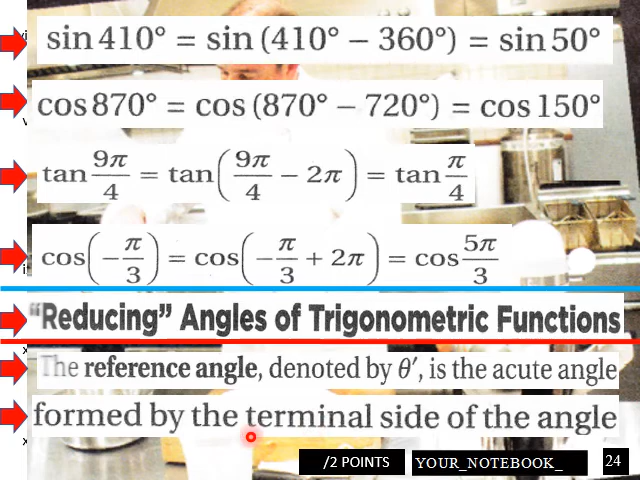 sin 410° = sin (410° − 360°) = sin 50°
cos 870° = cos (870° − 720°) = cos 150°
tan 9π/4 = tan(9π/4 − 2π) = tan π/4
cos(−π/3) = cos(−π/3 + 2π) = cos 5π/3
“Reducing” Angles of Trigonometric Functions
The reference angle, denoted by θ′, is the acute angle
formed by the terminal side of the angle
/2 POINTS YOUR_NOTEBOOK_ 24